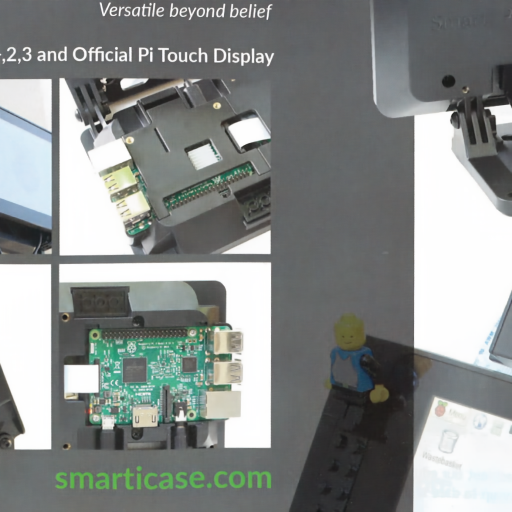 Versatile beyond belief
,2,3 and Official Pi Touch Display
smarticase.com